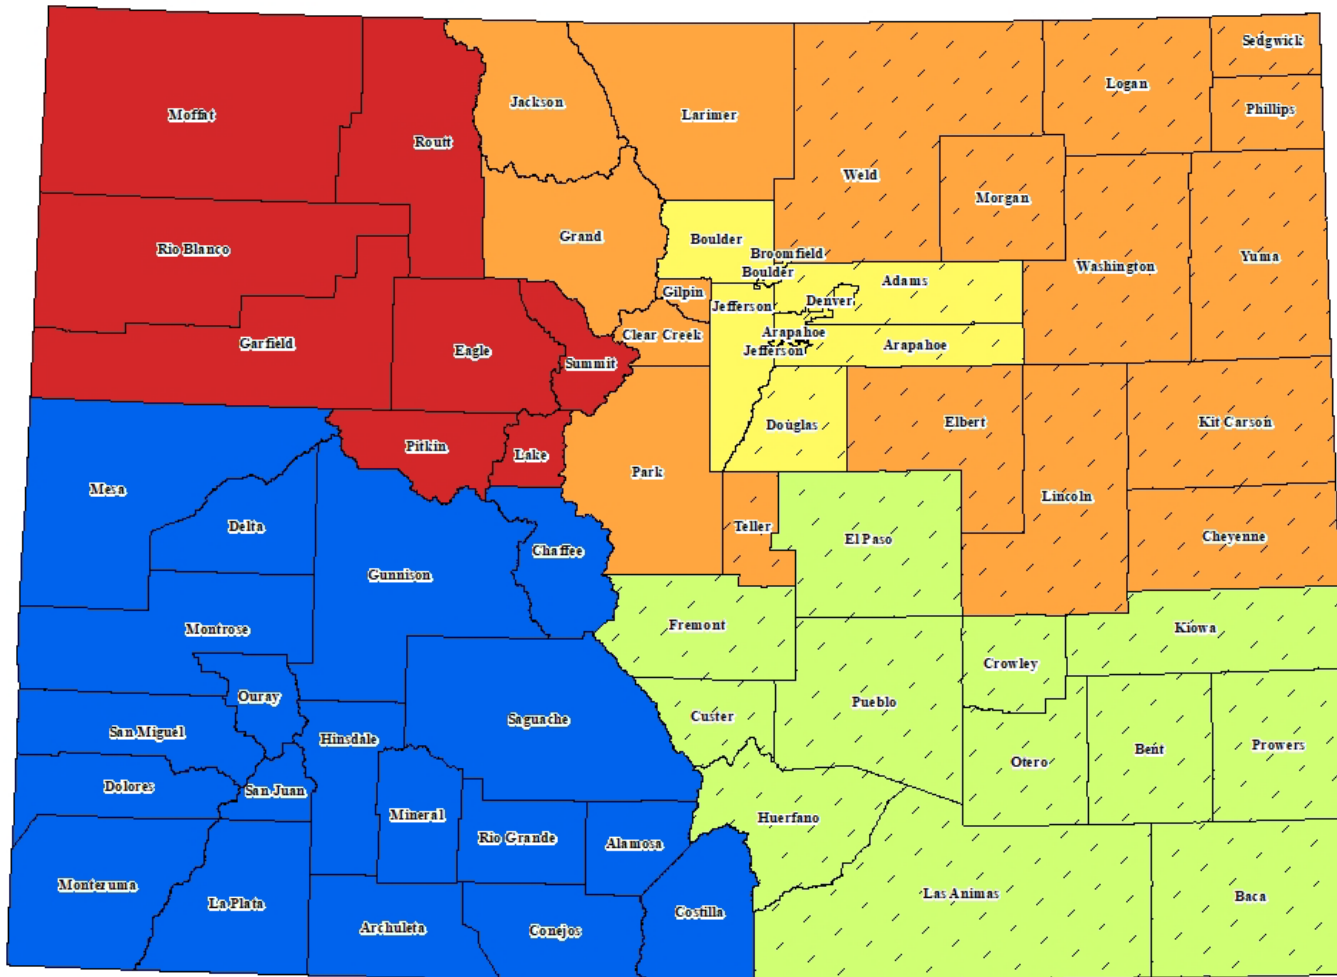 Sedgwick
Logan
Moffat
Jackson
Larimer
Phillips
Routt
Weld
Morgan
Rio Blanco
Grand
Boulder
Broomfield
Washington
Yuma
Boulder
Adams
Gilpin
Jefferson
Denver
Clear Creek
Arapahoe
Garfield
Eagle
Summit
Jefferson
Arapahoe
Pitkin
Lake
Park
Douglas
Elbert
Kit Carson
Mesa
Lincoln
Delta
Teller
El Paso
Cheyenne
Gunnison
Chaffee
Montrose
Fremont
Kiowa
Crowley
Ouray
San Miguel
Hinsdale
Saguache
Custer
Pueblo
Otero
Bent
Prowers
Dolores
San Juan
Mineral
Rio Grande
Alamosa
Huerfano
Montezuma
La Plata
Archuleta
Conejos
Costilla
Las Animas
Baca